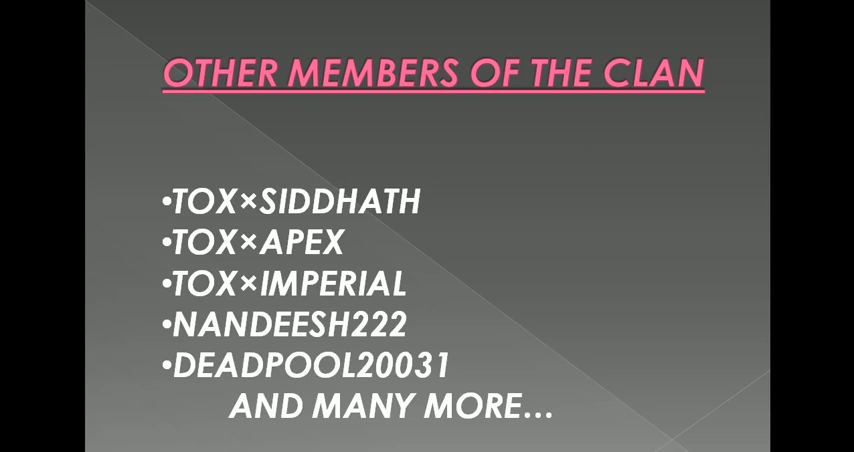 OTHER MEMBERS OF THE CLAN
•TOX×SIDDHATH
•TOX×APEX
•TOX×IMPERIAL
•NANDEESH222
•DEADPOOL20031
AND MANY MORE...